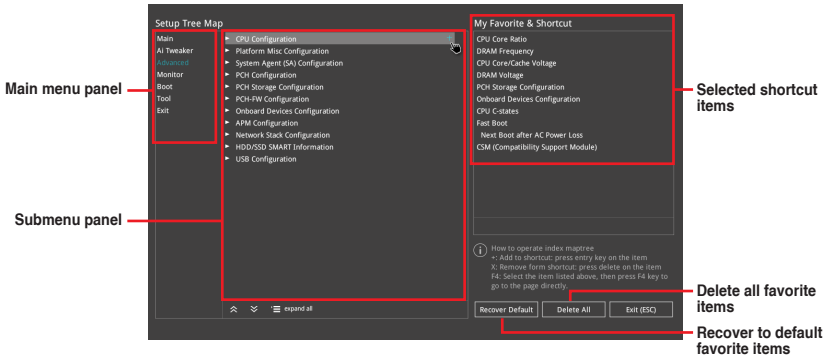 Setup Tree Map
Main
Ai Tweaker
Advanced
Monitor
Boot
Tool
Exit
CPU Configuration
Platform Misc Configuration
System Agent (SA) Configuration
PCH Configuration
PCH Storage Configuration
PCH-FW Configuration
Onboard Devices Configuration
APM Configuration
Network Stack Configuration
HDD/SSD SMART Information
USB Configuration
expand all
My Favorite & Shortcut
CPU Core Ratio
DRAM Frequency
CPU Core/Cache Voltage
DRAM Voltage
PCH Storage Configuration
Onboard Devices Configuration
CPU C-states
Fast Boot
Next Boot after AC Power Loss
CSM (Compatibility Support Module)
How to operate index maptree
+: Add to shortcut: press entry key on the item
X: Remove form shortcut: press delete on the item
F4: Select the item listed above, then press F4 key to
go to the page directly.
Recover Default
Delete All
Exit (ESC)
Main menu panel
Submenu panel
Selected shortcut
items
Delete all favorite
items
Recover to default
favorite items